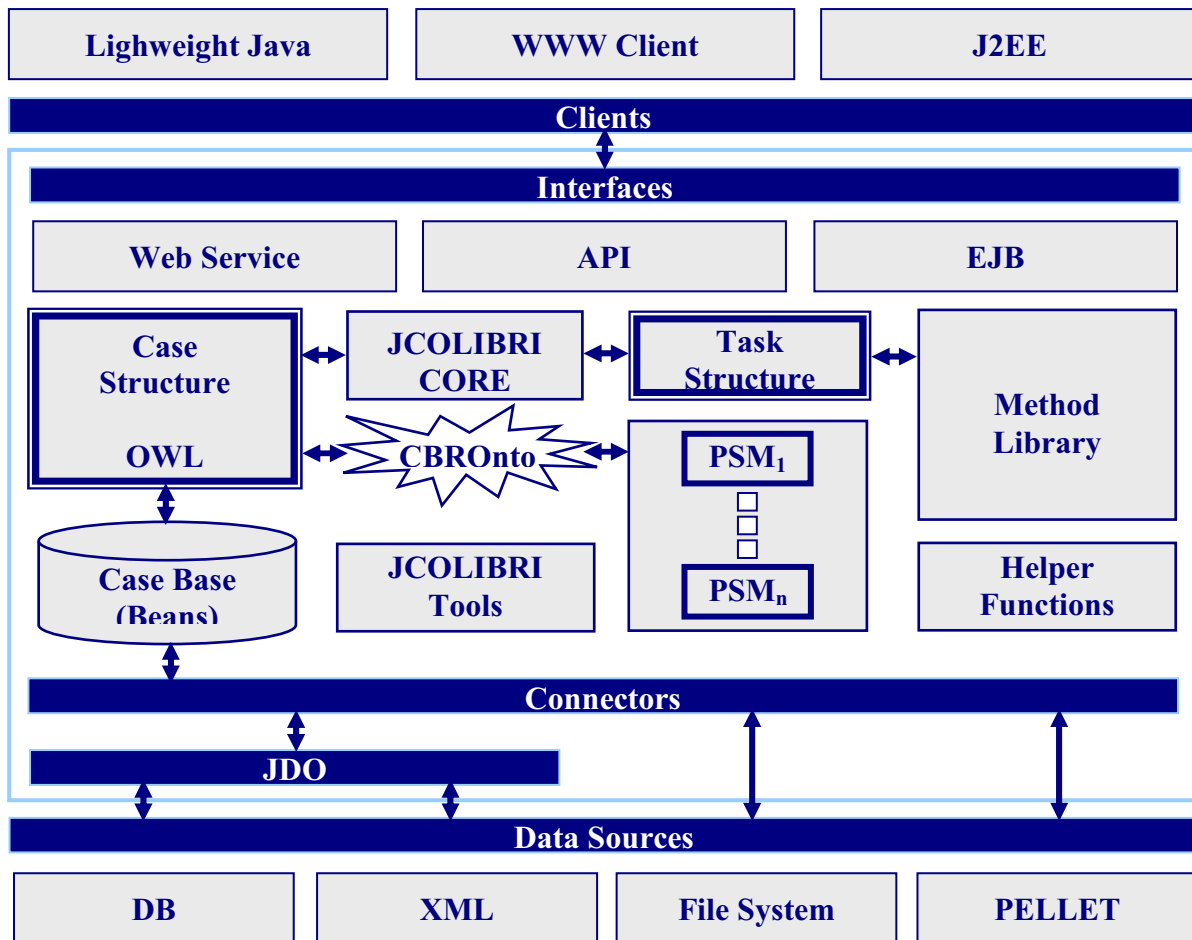 Lighweight Java
WWW Client
J2EE
Clients
Interfaces
Web Service
API
EJB
Case
Structure
OWL
JCOLIBRI
CORE
Task
Structure
Method
Library
CBROnto
PSM1
PSMn
Case Base
(Beans)
JCOLIBRI
Tools
Helper
Functions
Connectors
JDO
Data Sources
DB
XML
File System
PELLET